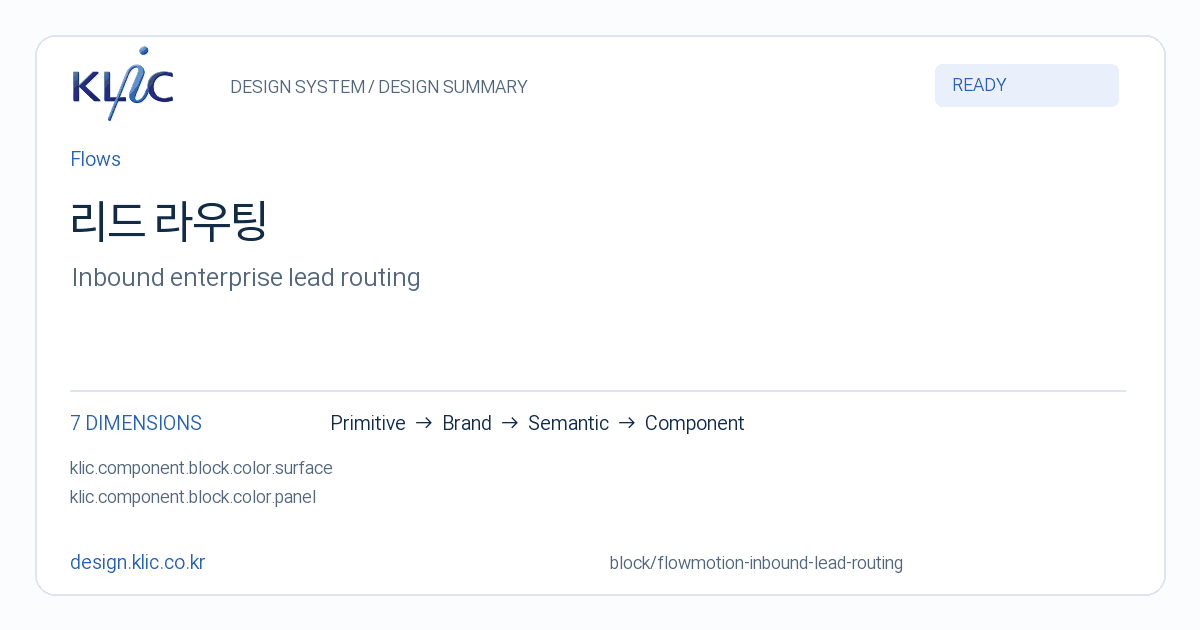 KLiC
DESIGN SYSTEM / DESIGN SUMMARY
READY
Flows
리드 라우팅
Inbound enterprise lead routing
7 DIMENSIONS
Primitive → Brand → Semantic → Component
klic.component.block.color.surface
klic.component.block.color.panel
design.klic.co.kr
block/flowmotion-inbound-lead-routing